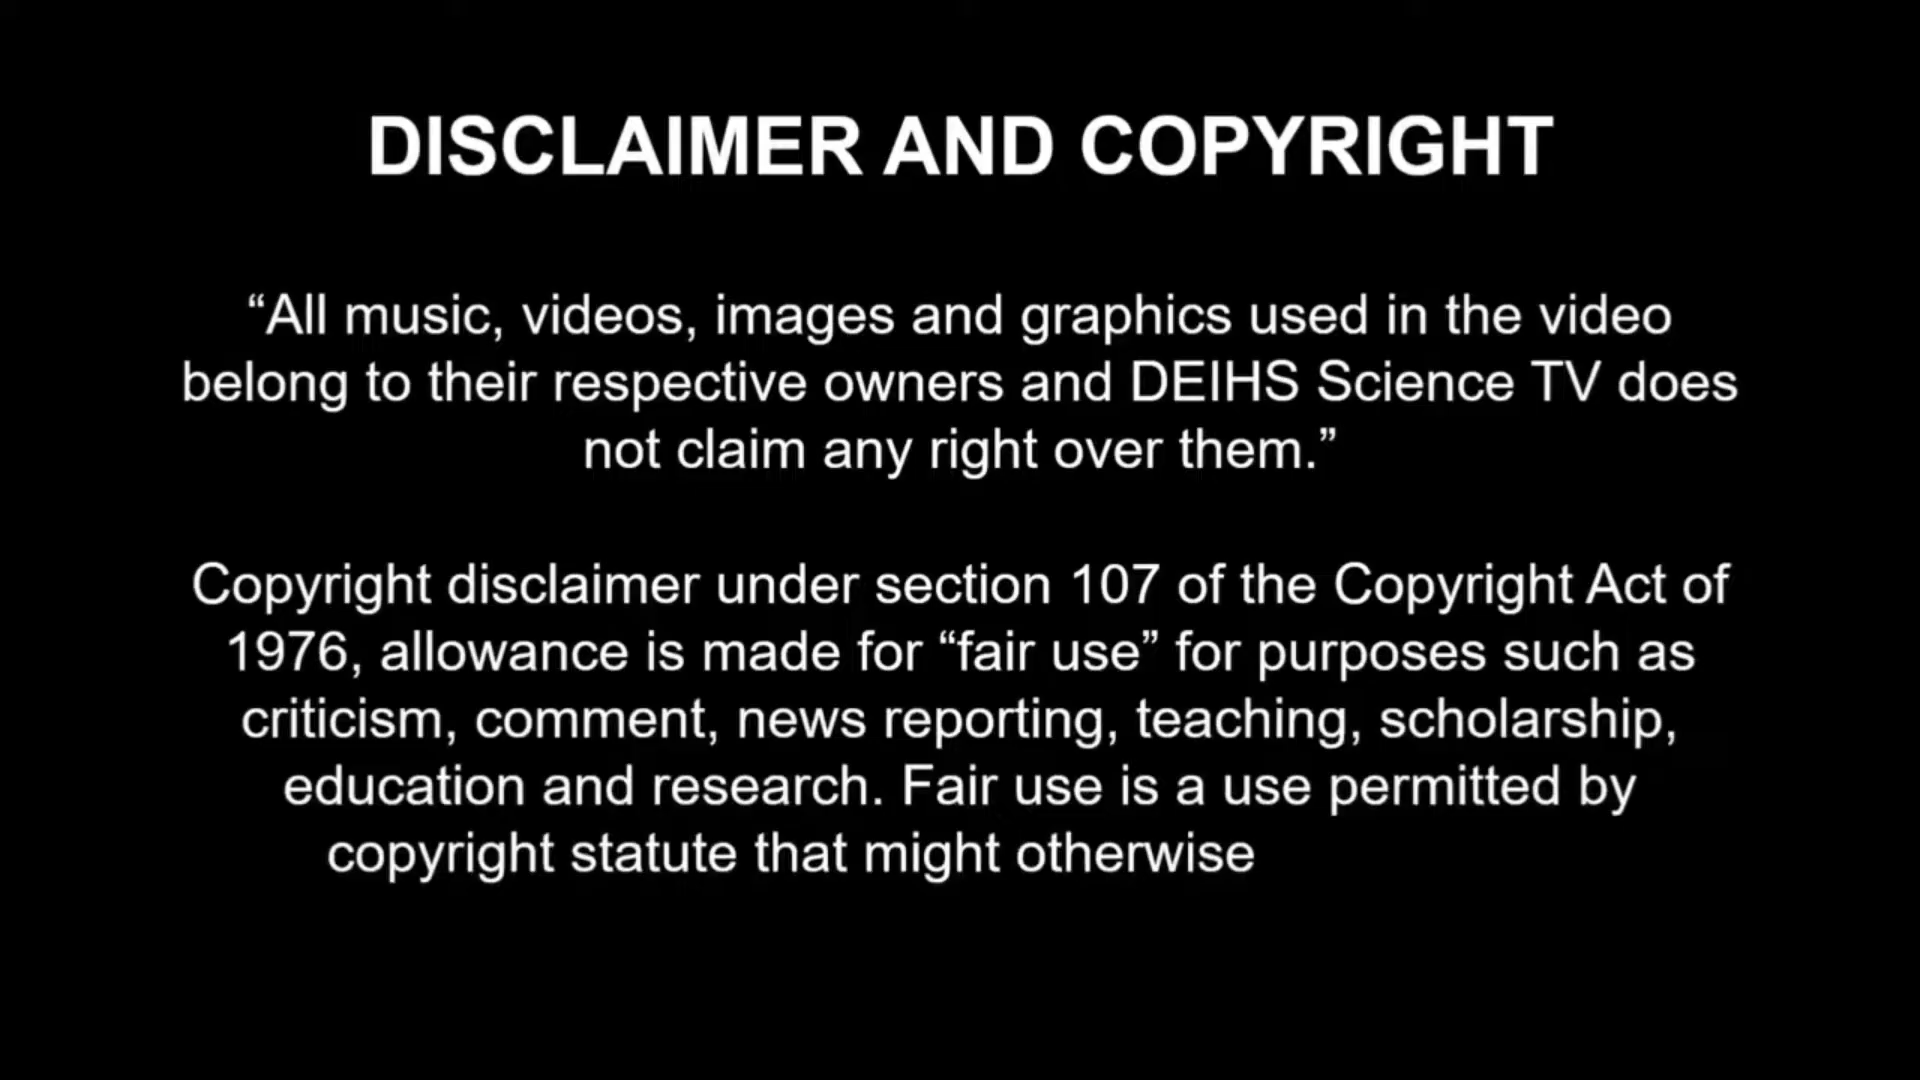 DISCLAIMER AND COPYRIGHT
“All music, videos, images and graphics used in the video
belong to their respective owners and DEIHS Science TV does
not claim any right over them.”
Copyright disclaimer under section 107 of the Copyright Act of
1976, allowance is made for “fair use” for purposes such as
criticism, comment, news reporting, teaching, scholarship,
education and research. Fair use is a use permitted by
copyright statute that might otherwise